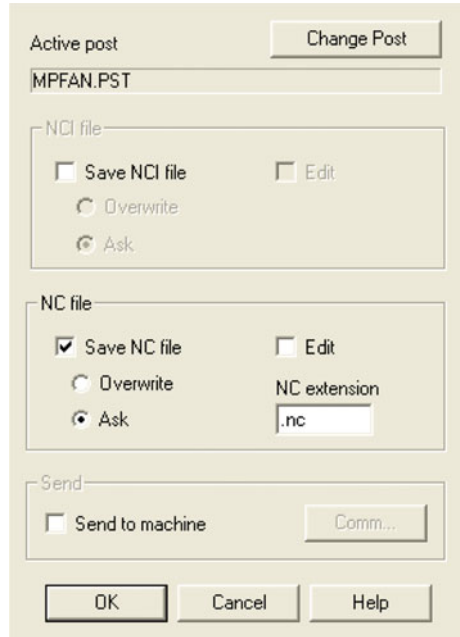 Active post Change Post
MPFAN.PST
NCI file
Save NCI file Edit
Overwrite
Ask
NC file
Save NC file Edit
Overwrite NC extension
Ask .nc
Send
Send to machine Comm...
OK Cancel Help